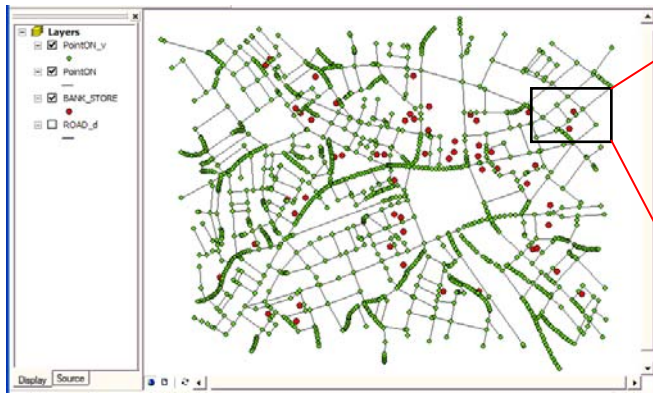 Layers
PointON_v
PointON
BANK_STORE
ROAD_d
Display Source